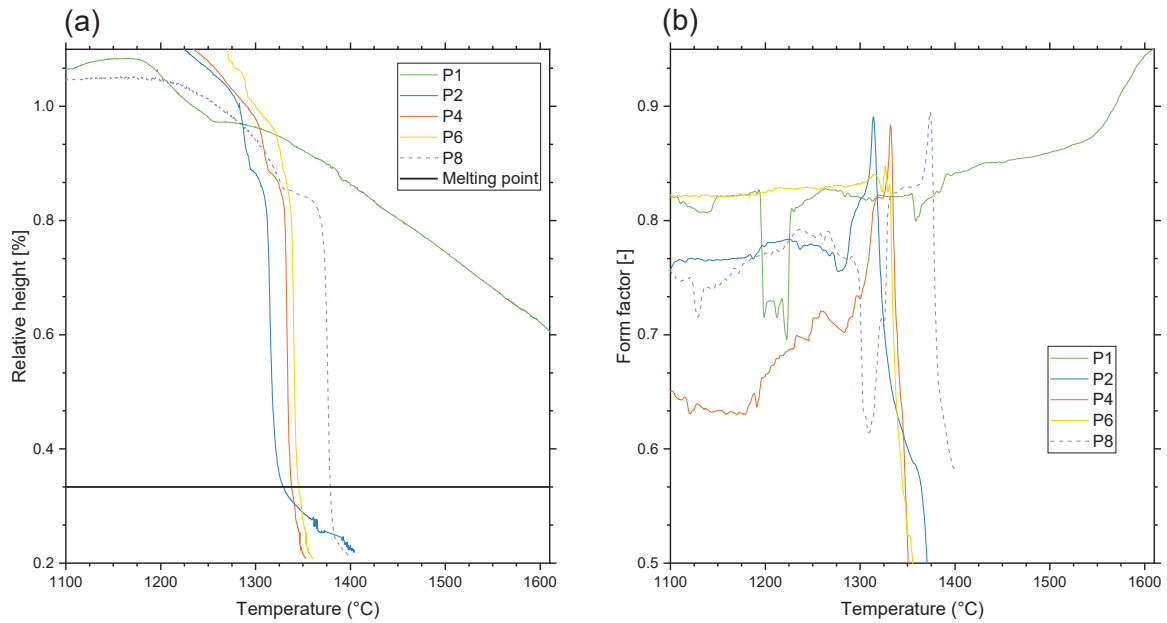 (a)
P1
P2
P4
P6
P8
Melting point
1.0
0.8
0.6
0.4
0.2
Relative height [%]
1100
1200
1300
1400
1500
1600
Temperature (°C)
(b)
0.9
0.8
0.7
0.6
0.5
Form factor [-]
P1
P2
P4
P6
P8
1100
1200
1300
1400
1500
1600
Temperature (°C)